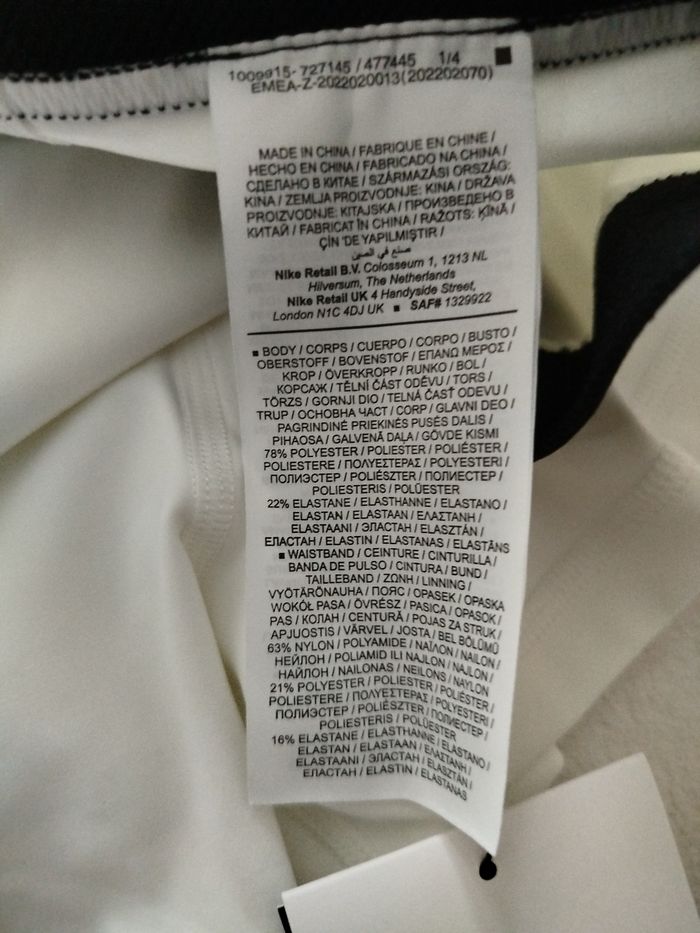 1009915- 727145 / 477445 1/4
EMEA-Z-2022020013(202202070)
MADE IN CHINA / FABRIQUE EN CHINE /
HECHO EN CHINA / FABRICADO NA CHINA /
СДЕЛАНО В КИТАЕ / SZÁRMAZÁSI ORSZÁG:
KÍNA / ZEMLJA PROIZVODNJE: KINA / DRŽAVA
PROIZVODNJE: KITAJSKA / ПРОИЗВЕДЕНО В
КИТАЙ / FABRICAT ÎN CHINA / RAŽOTS: ĶĪNĀ /
ÇİN 'DE YAPILMIŞTIR /
صنع في الصين
Nike Retail B.V. Colosseum 1, 1213 NL
Hilversum, The Netherlands
Nike Retail UK 4 Handyside Street,
London N1C 4DJ UK ▪ SAF# 1329922
▪ BODY / CORPS / CUERPO / CORPO / BUSTO /
OBERSTOFF / BOVENSTOF / ΕΠΑΝΩ ΜΕΡΟΣ /
KROP / ÖVERKROPP / RUNKO / BOL /
КОРСАЖ / TĚLNÍ ČÁST ODĚVU / TORS /
TÖRZS / GORNJI DIO / TELNÁ ČASŤ ODEVU /
TRUP / ОСНОВНА ЧАСТ / CORP / GLAVNI DEO /
PAGRINDINĖ PRIEKINĖS PUSĖS DALIS /
PIHAOSA / GALVENĀ DAĻA / GÖVDE KISMI
78% POLYESTER / POLIESTER / POLIÉSTER /
POLIESTERE / ΠΟΛΥΕΣΤΕΡΑΣ / POLYESTERI /
ПОЛИЭСТЕР / POLIÉSZTER / ПОЛИЕСТЕР /
POLIESTERIS / POLÜESTER
22% ELASTANE / ELASTHANNE / ELASTANO /
ELASTAN / ELASTAAN / ΕΛΑΣΤΑΝΗ /
ELASTAANI / ЭЛАСТАН / ELASZTÁN /
ЕЛАСТАН / ELASTIN / ELASTANAS / ELASTĀNS
▪ WAISTBAND / CEINTURE / CINTURILLA /
BANDA DE PULSO / CINTURA / BUND /
TAILLEBAND / ΖΩΝΗ / LINNING /
VYÖTÄRÖNAUHA / ПОЯС / OPASEK / OPASKA
WOKÓŁ PASA / ÖVRÉSZ / PASICA / OPASOK /
PAS / КОЛАН / CENTURĂ / POJAS ZA STRUK /
APJUOSTIS / VÄRVEL / JOSTA / BEL BÖLÜMÜ
63% NYLON / POLYAMIDE / ΝΑΪΛΟΝ / NAILON /
НЕЙЛОН / POLIAMID ILI NAJLON / NAJLON /
НАЙЛОН / NAILONAS / NEILONS / NAYLON
21% POLYESTER / POLIESTER / POLIÉSTER /
POLIESTERE / ΠΟΛΥΕΣΤΕΡΑΣ / POLYESTERI /
ПОЛИЭСТЕР / POLIÉSZTER / ПОЛИЕСТЕР /
POLIESTERIS / POLÜESTER
16% ELASTANE / ELASTHANNE / ELASTANO /
ELASTAN / ELASTAAN / ΕΛΑΣΤΑΝΗ /
ELASTAANI / ЭЛАСТАН / ELASZTÁN /
ЕЛАСТАН / ELASTIN / ELASTANAS